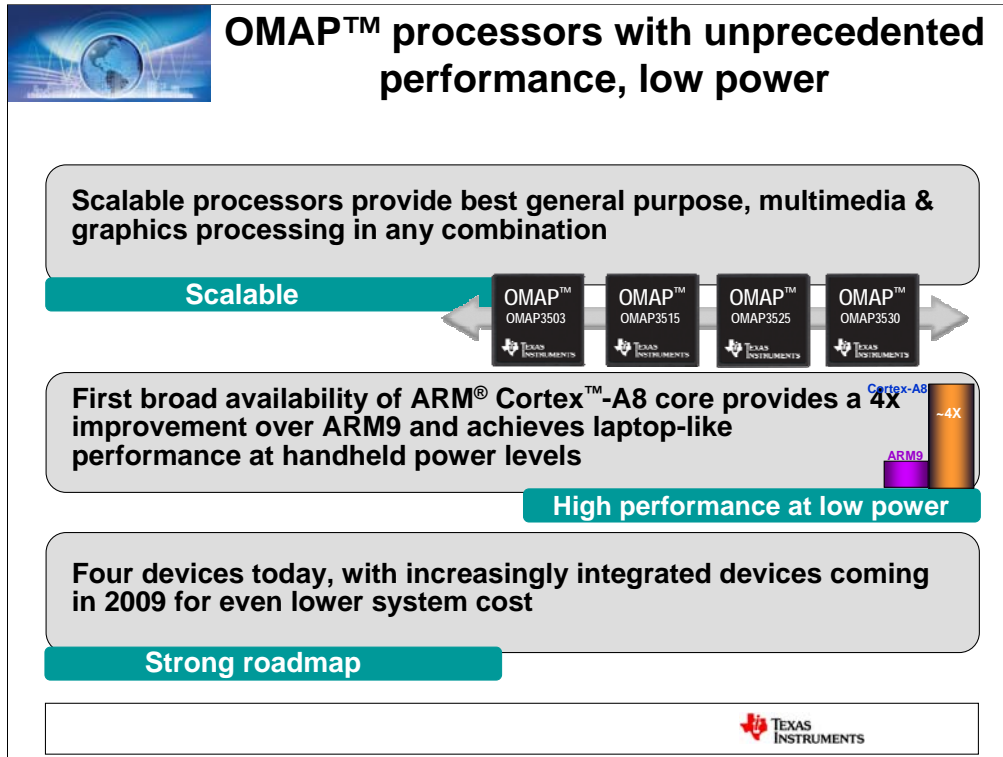 OMAP™ processors with unprecedented
performance, low power
Scalable processors provide best general purpose, multimedia &
graphics processing in any combination
Scalable
OMAP™
OMAP3503
TEXAS
INSTRUMENTS
OMAP™
OMAP3515
TEXAS
INSTRUMENTS
OMAP™
OMAP3525
TEXAS
INSTRUMENTS
OMAP™
OMAP3530
TEXAS
INSTRUMENTS
First broad availability of ARM® Cortex™-A8 core provides a 4x
improvement over ARM9 and achieves laptop-like
performance at handheld power levels
Cortex-A8
~4X
ARM9
High performance at low power
Four devices today, with increasingly integrated devices coming
in 2009 for even lower system cost
Strong roadmap
TEXAS
INSTRUMENTS